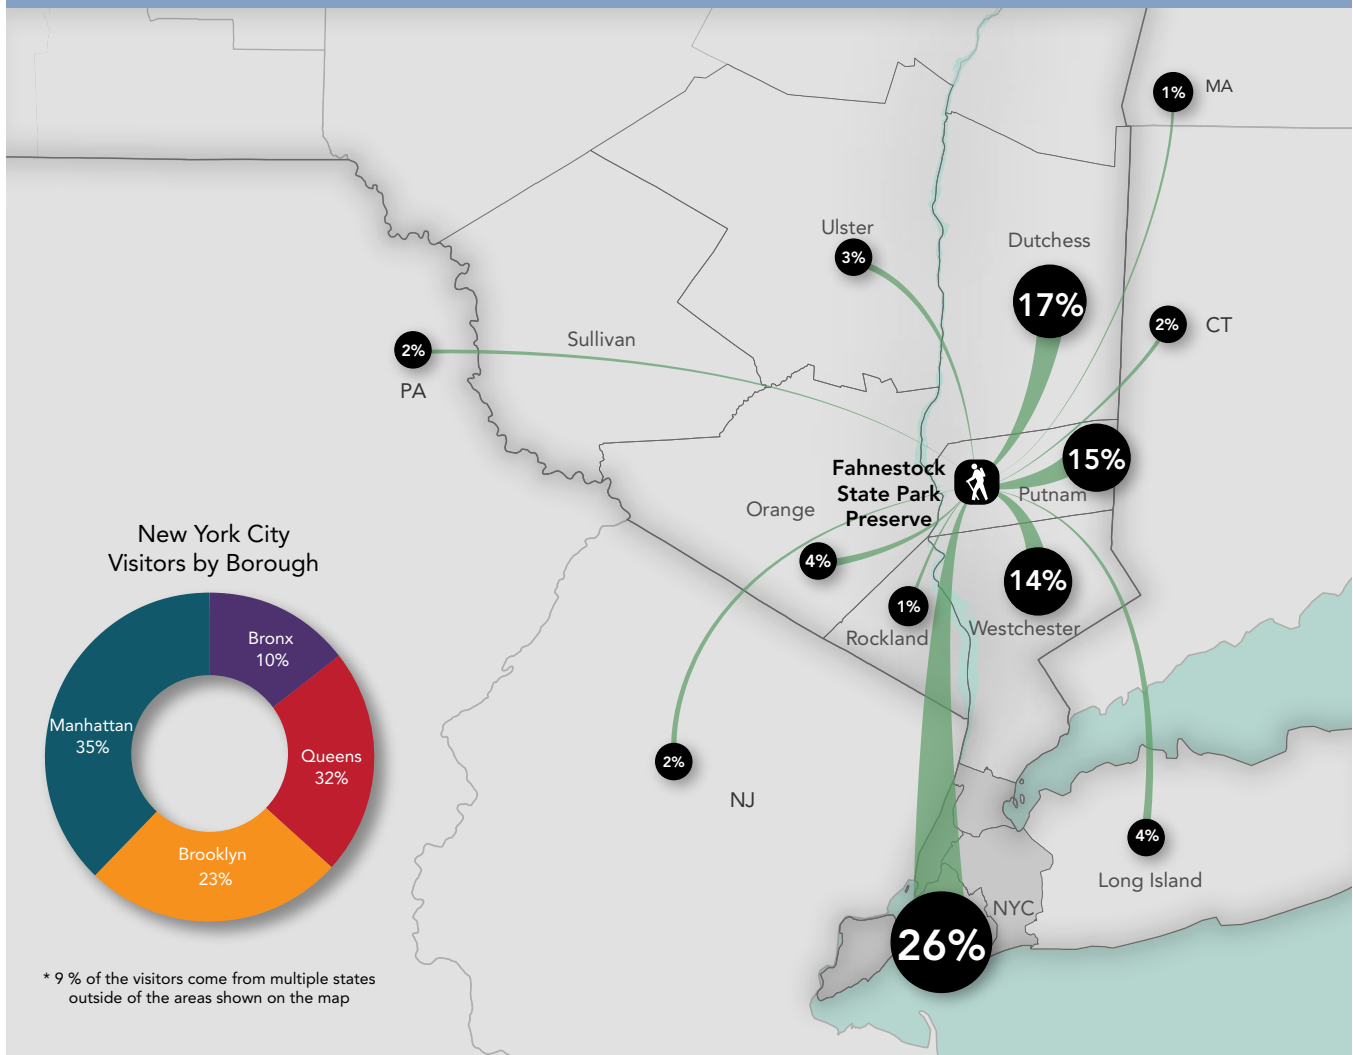 1%
MA
Ulster
3%
Dutchess
17%
2%
CT
Sullivan
2%
PA
15%
Putnam
Fahnestock
State Park
Preserve
Orange
4%
14%
Westchester
1%
Rockland
2%
NJ
4%
Long Island
NYC
26%
New York City
Visitors by Borough
Bronx
10%
Manhattan
35%
Queens
32%
Brooklyn
23%
* 9 % of the visitors come from multiple states
outside of the areas shown on the map